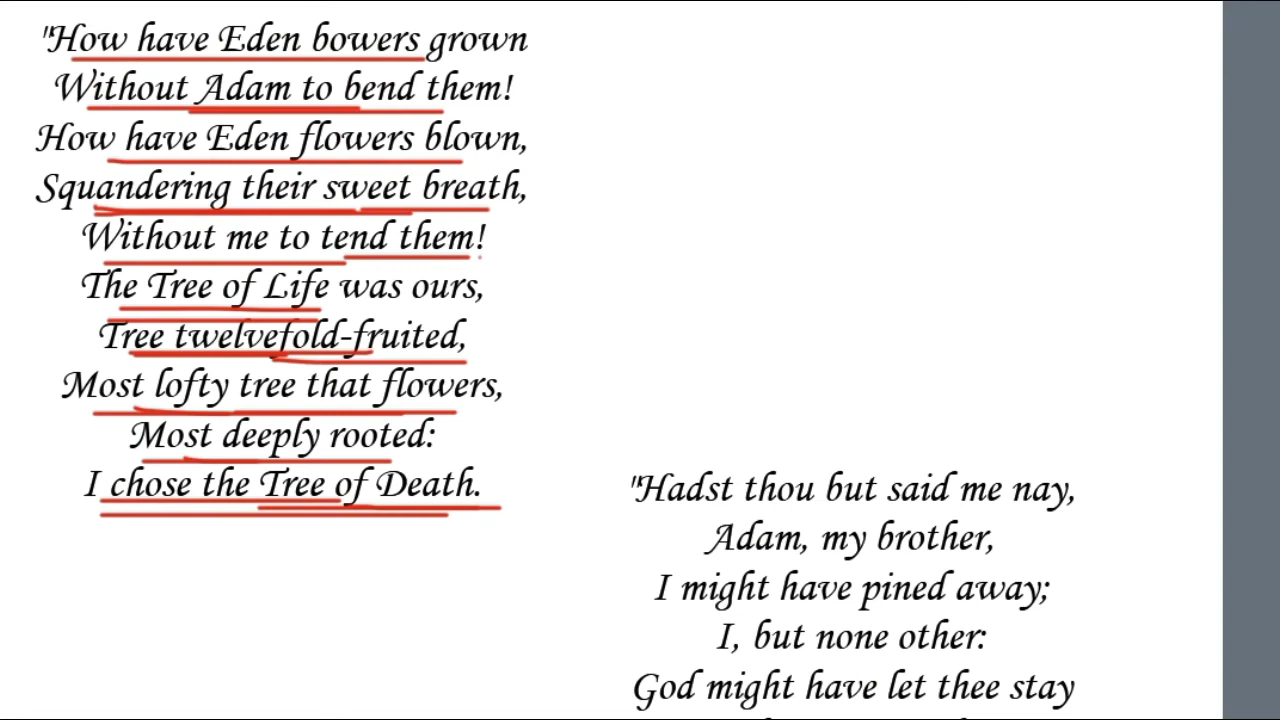 "How have Eden bowers grown
Without Adam to bend them!
How have Eden flowers blown,
Squandering their sweet breath,
Without me to tend them!
The Tree of Life was ours,
Tree twelvefold-fruited,
Most lofty tree that flowers,
Most deeply rooted:
I chose the Tree of Death.
"Hadst thou but said me nay,
Adam, my brother,
I might have pined away;
I, but none other:
God might have let thee stay